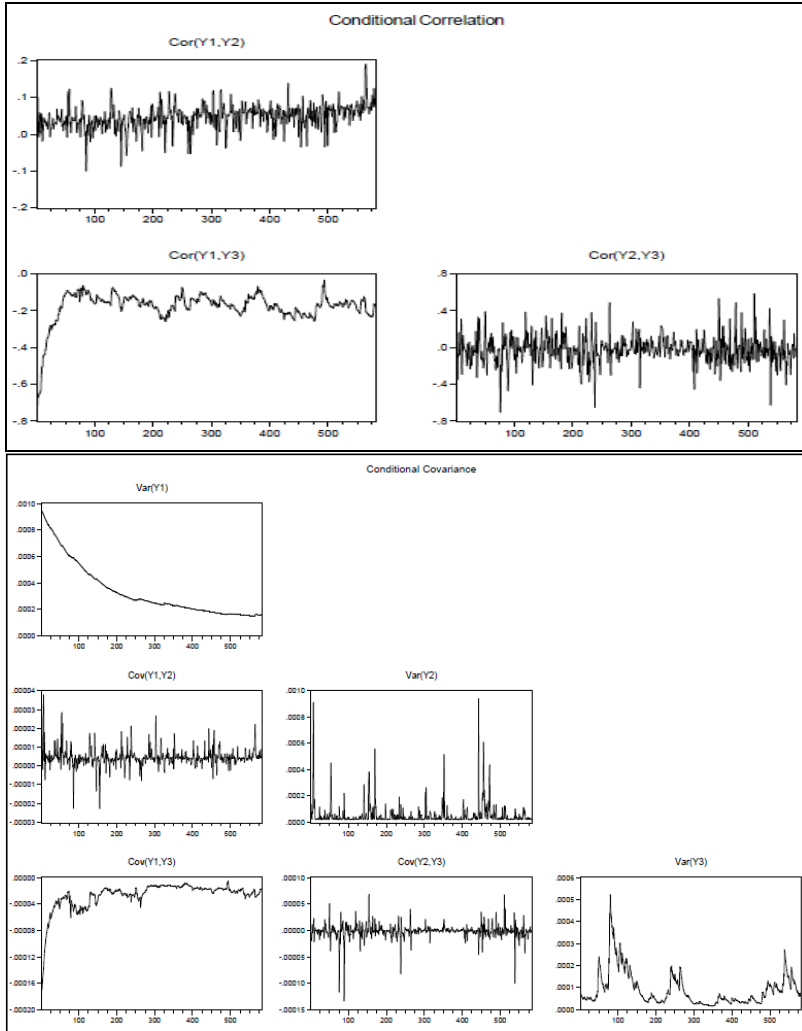 Conditional Correlation
Cor(Y1,Y2)
.2
.1
.0
-.1
-.2
100 200 300 400 500
Cor(Y1,Y3) Cor(Y2,Y3)
.0 .8
-.2 .4
-.4 .0
-.6 -.4
-.8 -.8
100 200 300 400 500 100 200 300 400 500
Conditional Covariance
Var(Y1)
.0010
.0008
.0006
.0004
.0002
.0000
100 200 300 400 500
Cov(Y1,Y2) Var(Y2)
.00004 .0010
.00003
.00002 .0008
.00001 .0006
.00000 .0004
-.00001
-.00002 .0002
-.00003 .0000
100 200 300 400 500 100 200 300 400 500
Cov(Y1,Y3) Cov(Y2,Y3) Var(Y3)
.00000 .00010 .0006
-.00004 .00005 .0005
-.00008 .00000 .0004
-.00012 -.00005 .0003
-.00016 -.00010 .0002
-.00020 -.00015 .0001
.0000
100 200 300 400 500 100 200 300 400 500 100 200 300 400 500